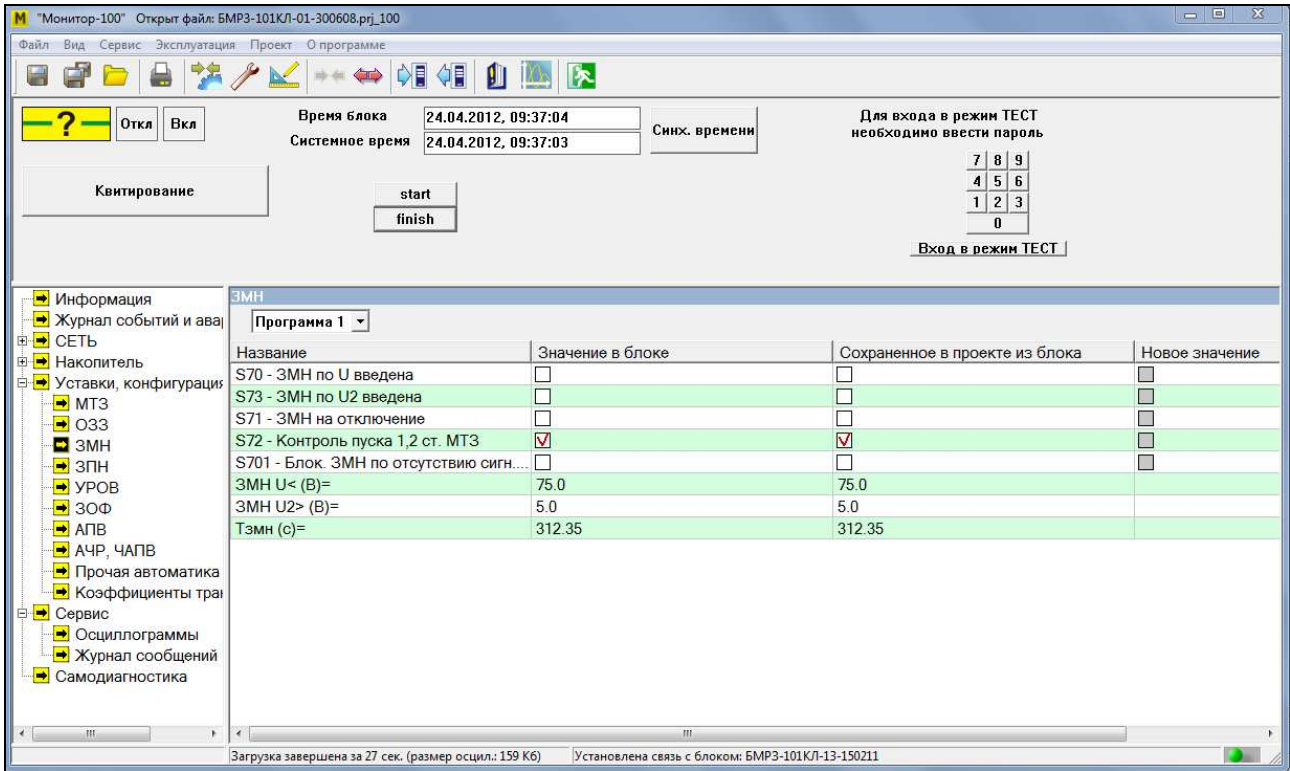 "Монитор-100" Открыт файл: БМРЗ-101КЛ-01-300608.prj_100
Файл Вид Сервис Эксплуатация Проект О программе
? Откл Вкл
Время блока 24.04.2012, 09:37:04
Системное время 24.04.2012, 09:37:03
Синх. времени
Для входа в режим ТЕСТ
необходимо ввести пароль
7 8 9
4 5 6
1 2 3
0
Вход в режим ТЕСТ
Квитирование
start
finish
Информация
Журнал событий и ава
СЕТЬ
Накопитель
Уставки, конфигурация
МТЗ
ОЗЗ
ЗМН
ЗПН
УРОВ
ЗОФ
АПВ
АЧР, ЧАПВ
Прочая автоматика
Коэффициенты тран
Сервис
Осциллограммы
Журнал сообщений
Самодиагностика
ЗМН
Программа 1
Название Значение в блоке Сохраненное в проекте из блока Новое значение
S70 - ЗМН по U введена
S73 - ЗМН по U2 введена
S71 - ЗМН на отключение
S72 - Контроль пуска 1,2 ст. МТЗ
S701 - Блок. ЗМН по отсутствию сигн....
ЗМН U< (В)= 75.0 75.0
ЗМН U2> (В)= 5.0 5.0
Тзмн (с)= 312.35 312.35
Загрузка завершена за 27 сек. (размер осцил.: 159 Кб) Установлена связь с блоком: БМРЗ-101КЛ-13-150211